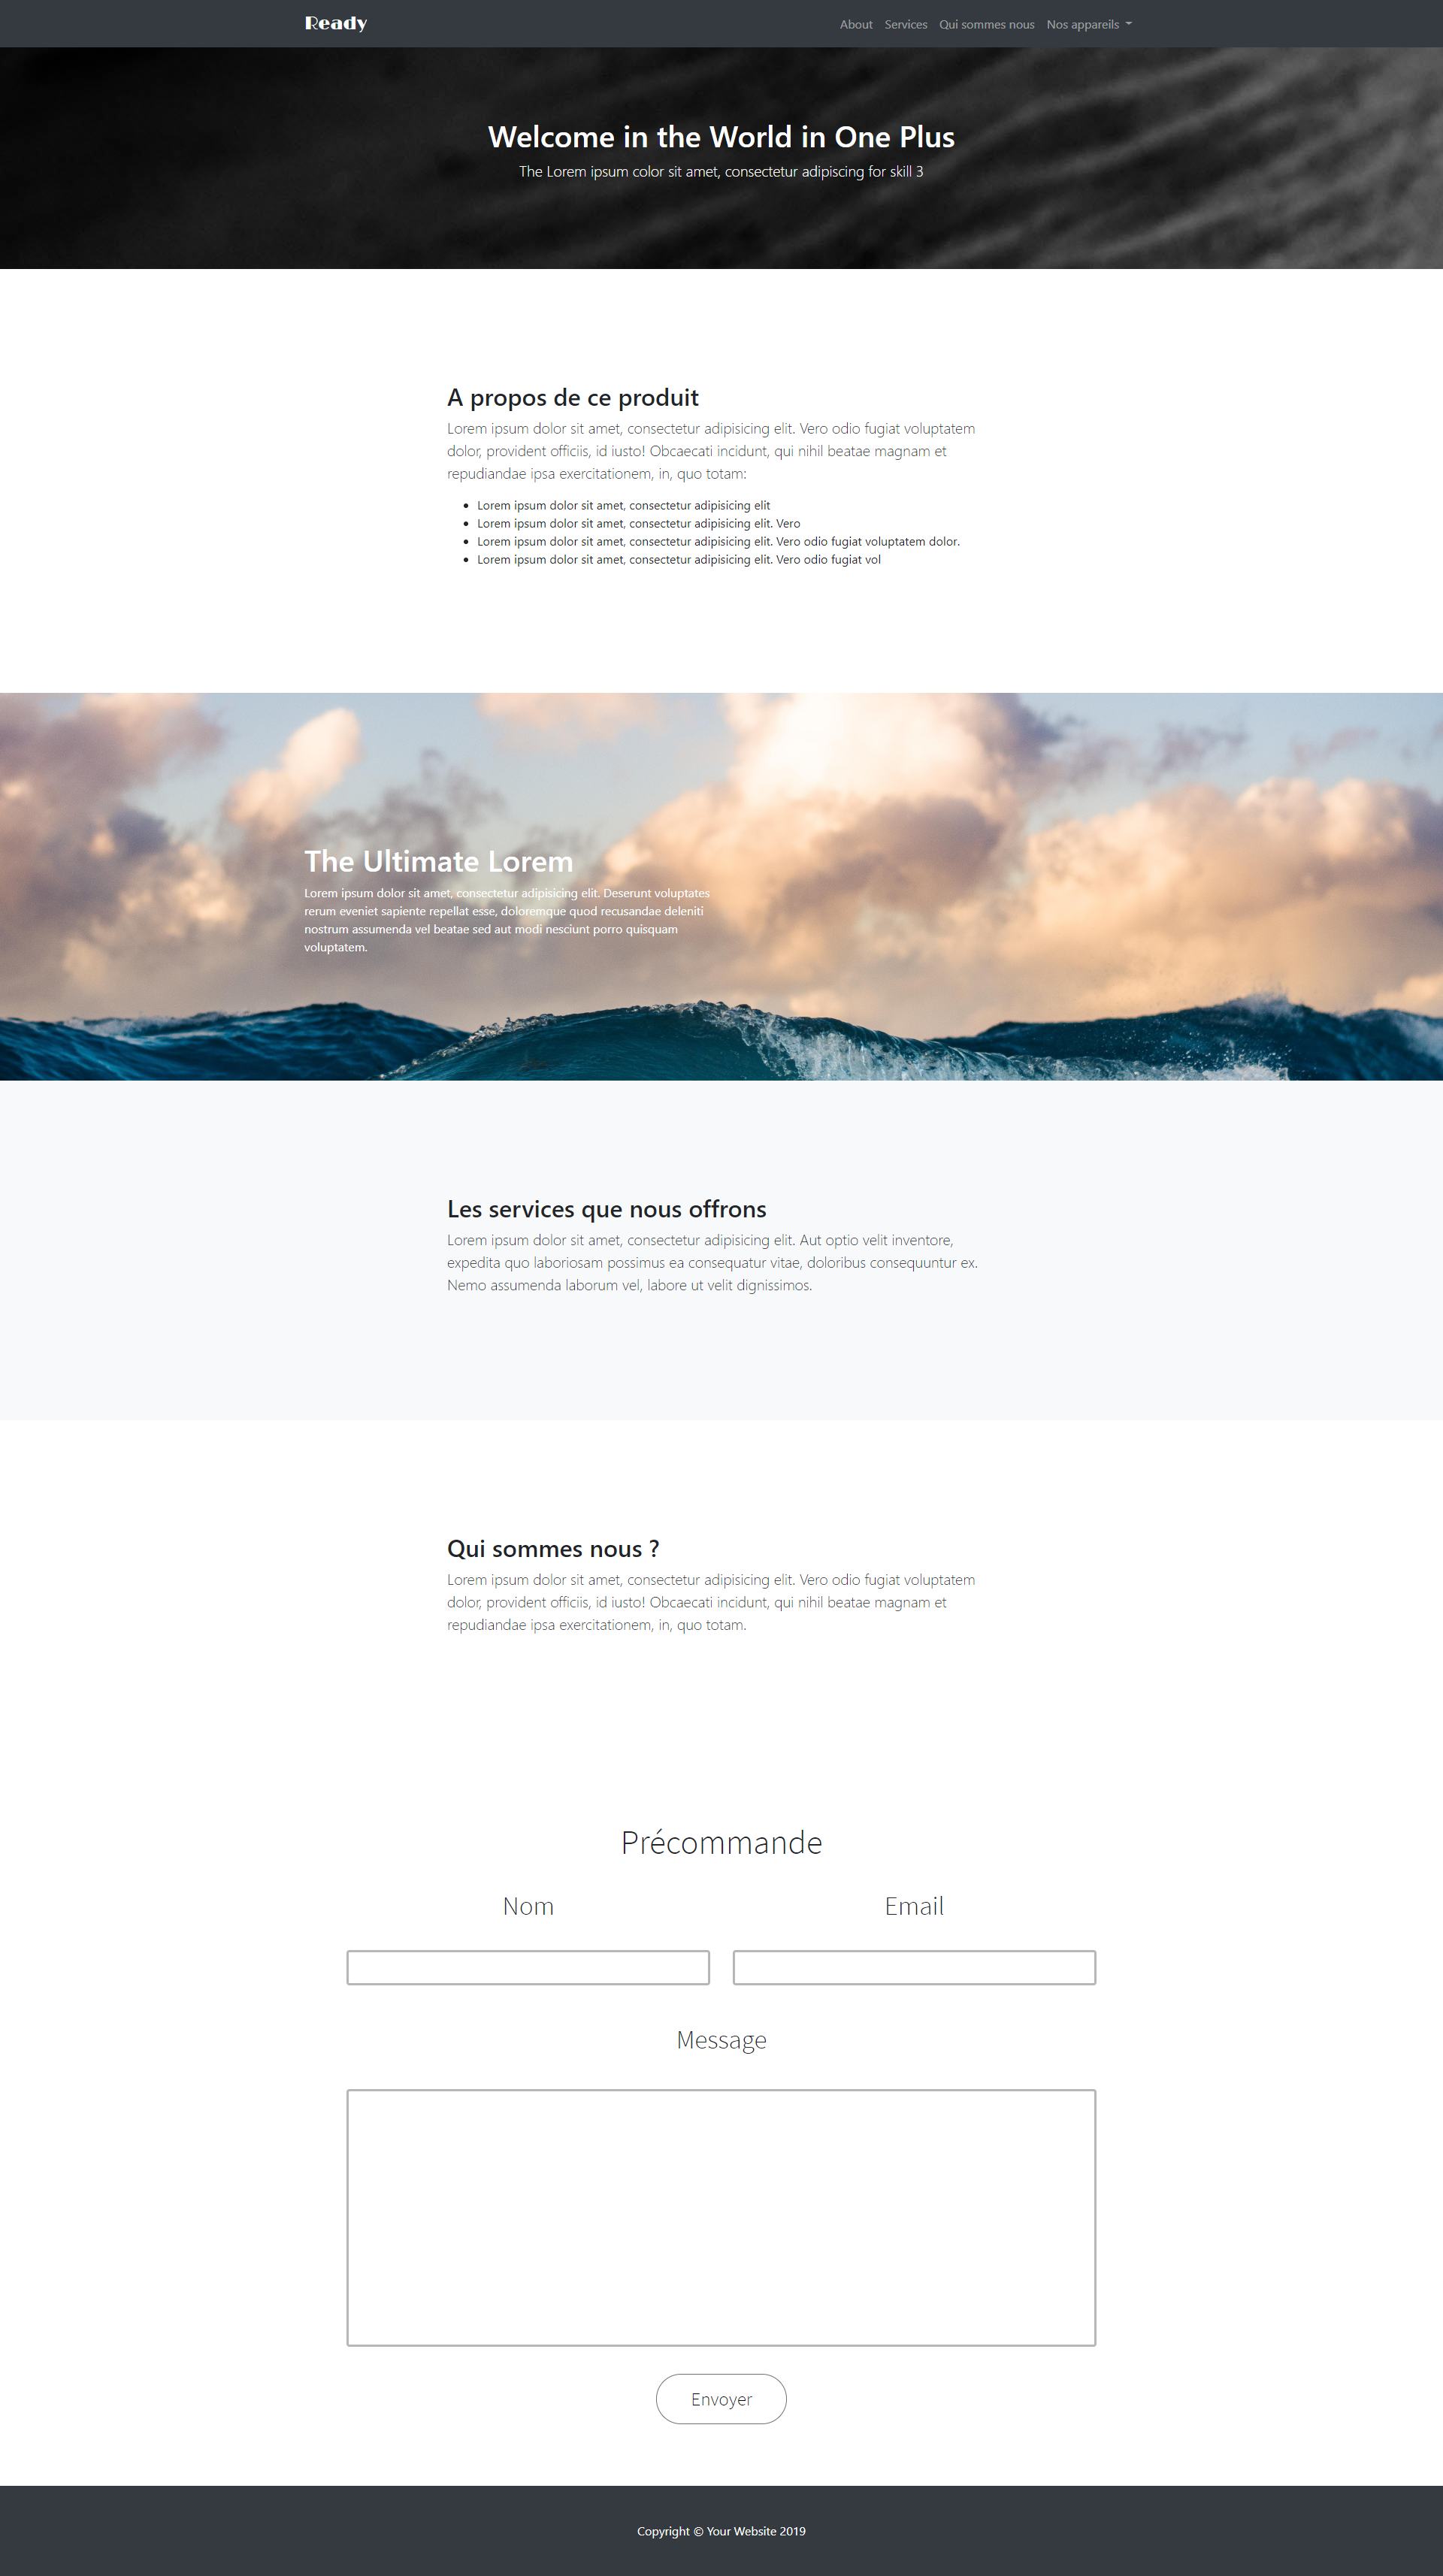 Ready
About Services Qui sommes nous Nos appareils
Welcome in the World in One Plus
The Lorem ipsum color sit amet, consectetur adipiscing for skill 3
A propos de ce produit
Lorem ipsum dolor sit amet, consectetur adipisicing elit. Vero odio fugiat voluptatem
dolor, provident officiis, id iusto! Obcaecati incidunt, qui nihil beatae magnam et
repudiandae ipsa exercitationem, in, quo totam:
Lorem ipsum dolor sit amet, consectetur adipisicing elit
Lorem ipsum dolor sit amet, consectetur adipisicing elit. Vero
Lorem ipsum dolor sit amet, consectetur adipisicing elit. Vero odio fugiat voluptatem dolor.
Lorem ipsum dolor sit amet, consectetur adipisicing elit. Vero odio fugiat vol
The Ultimate Lorem
Lorem ipsum dolor sit amet, consectetur adipisicing elit. Deserunt voluptates
rerum eveniet sapiente repellat esse, doloremque quod recusandae deleniti
nostrum assumenda vel beatae sed aut modi nesciunt porro quisquam
voluptatem.
Les services que nous offrons
Lorem ipsum dolor sit amet, consectetur adipisicing elit. Aut optio velit inventore,
expedita quo laboriosam possimus ea consequatur vitae, doloribus consequuntur ex.
Nemo assumenda laborum vel, labore ut velit dignissimos.
Qui sommes nous ?
Lorem ipsum dolor sit amet, consectetur adipisicing elit. Vero odio fugiat voluptatem
dolor, provident officiis, id iusto! Obcaecati incidunt, qui nihil beatae magnam et
repudiandae ipsa exercitationem, in, quo totam.
Précommande
Nom
Email
Message
Envoyer
Copyright © Your Website 2019